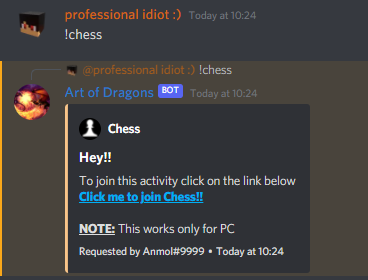 professional idiot :) Today at 10:24
!chess
@professional idiot :) !chess
Art of Dragons BOT Today at 10:24
Chess
Hey!!
To join this activity click on the link below
Click me to join Chess!!
NOTE: This works only for PC
Requested by Anmol#9999 • Today at 10:24